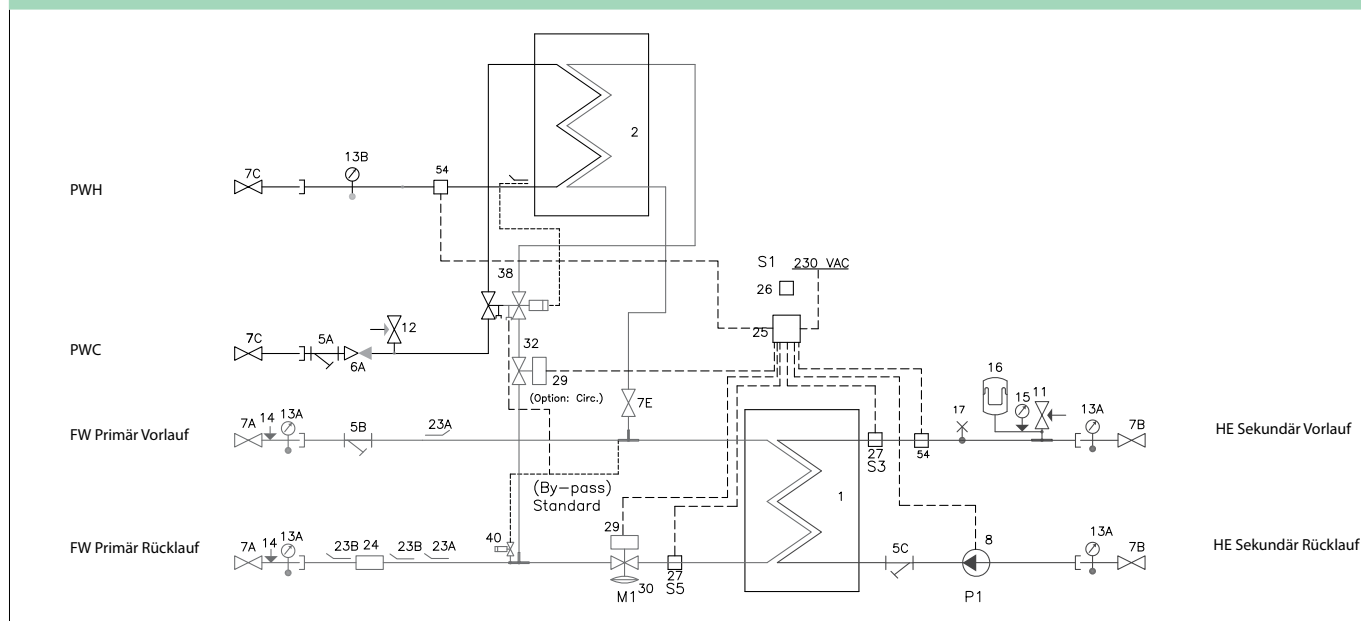 2
13B
7C
54
PWH
38
S1 230 VAC
26
12
7C
5A
25
PWC
6A
32
29
(Option: Circ.)
7E
16
11
15
14
13A
7A
5B
23A
17
13A
7B
FW Primär Vorlauf
HE Sekundär Vorlauf
27
54
S3
(By-pass)
Standard
1
29
40
8
14
13A
7A
23B
24
23B
23A
5C
13A
7B
FW Primär Rücklauf
HE Sekundär Rücklauf
27
M1
30
S5
P1